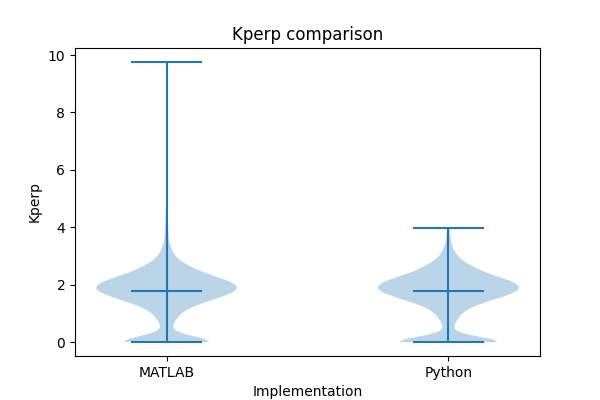 Kperp comparison
10
8
6
4
2
0
Kperp
MATLAB
Python
Implementation